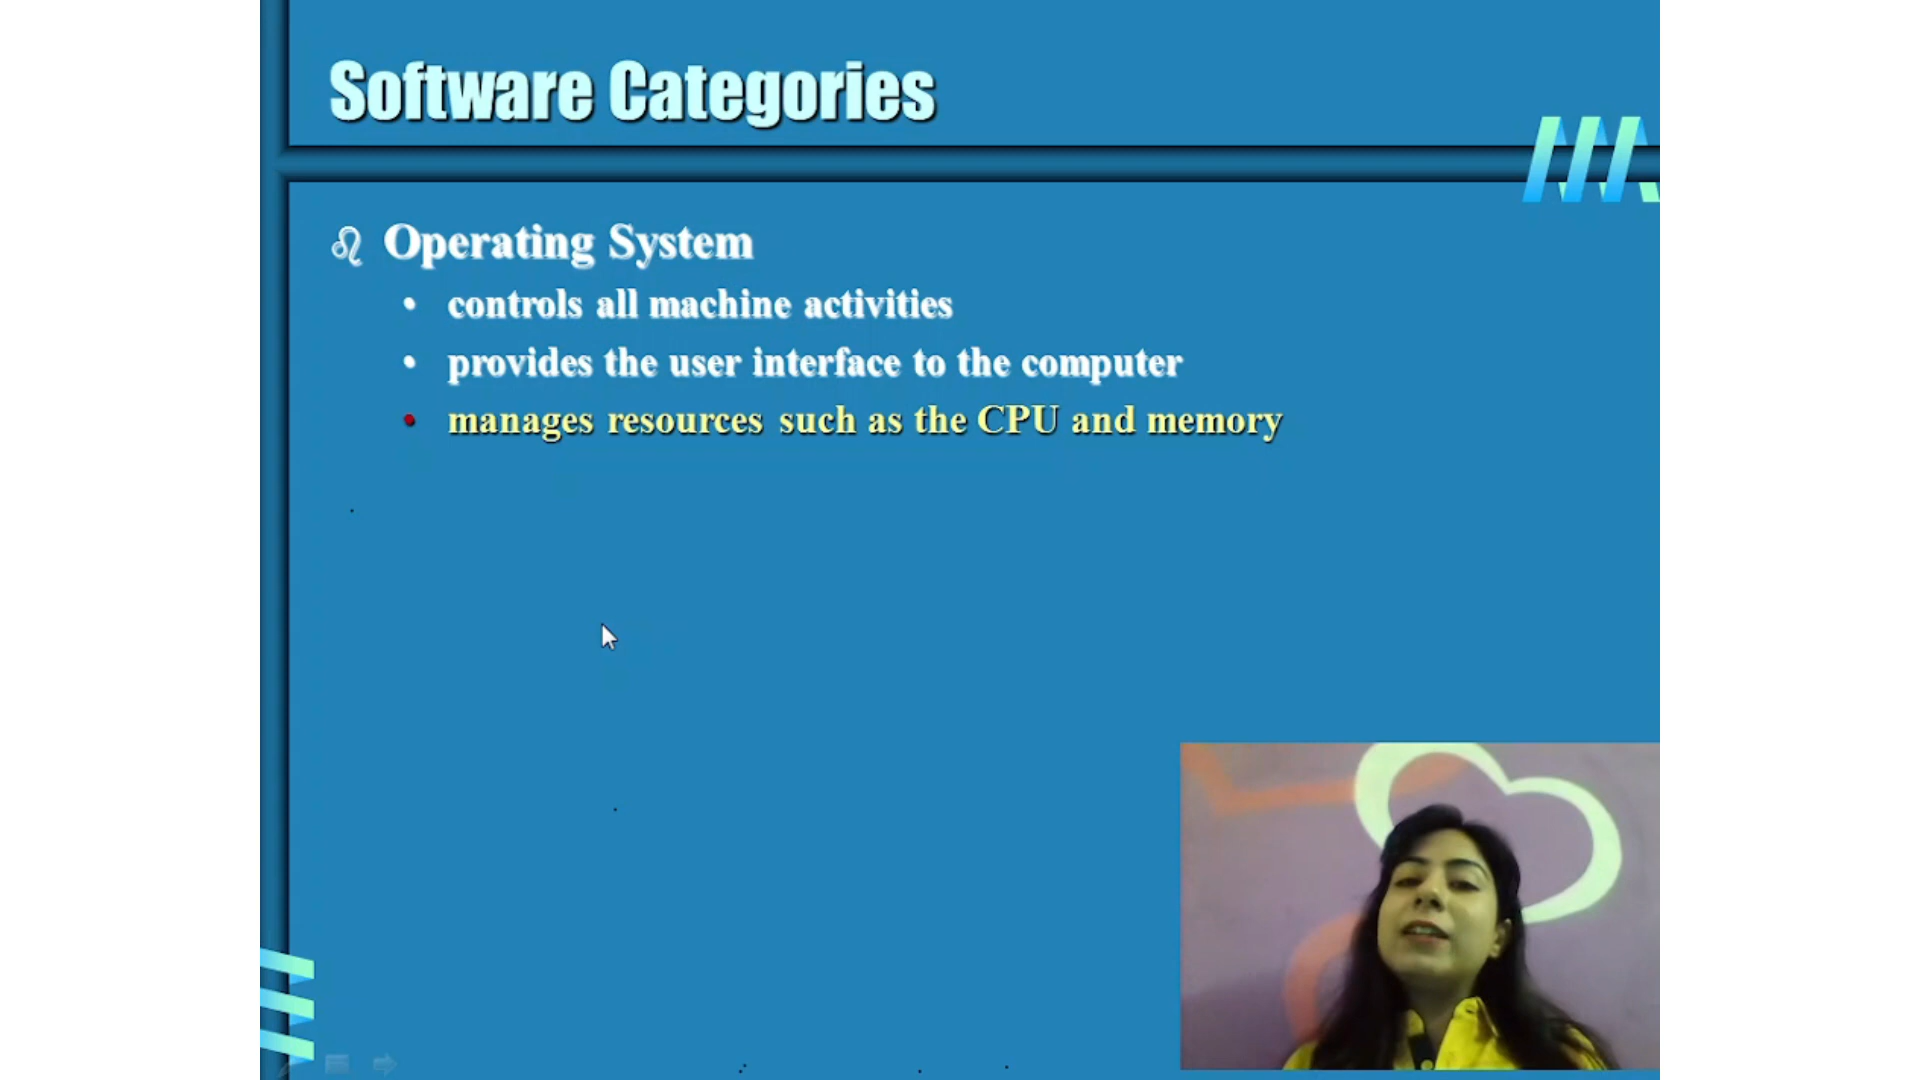 Software Categories
♌ Operating System
• controls all machine activities
• provides the user interface to the computer
• manages resources such as the CPU and memory